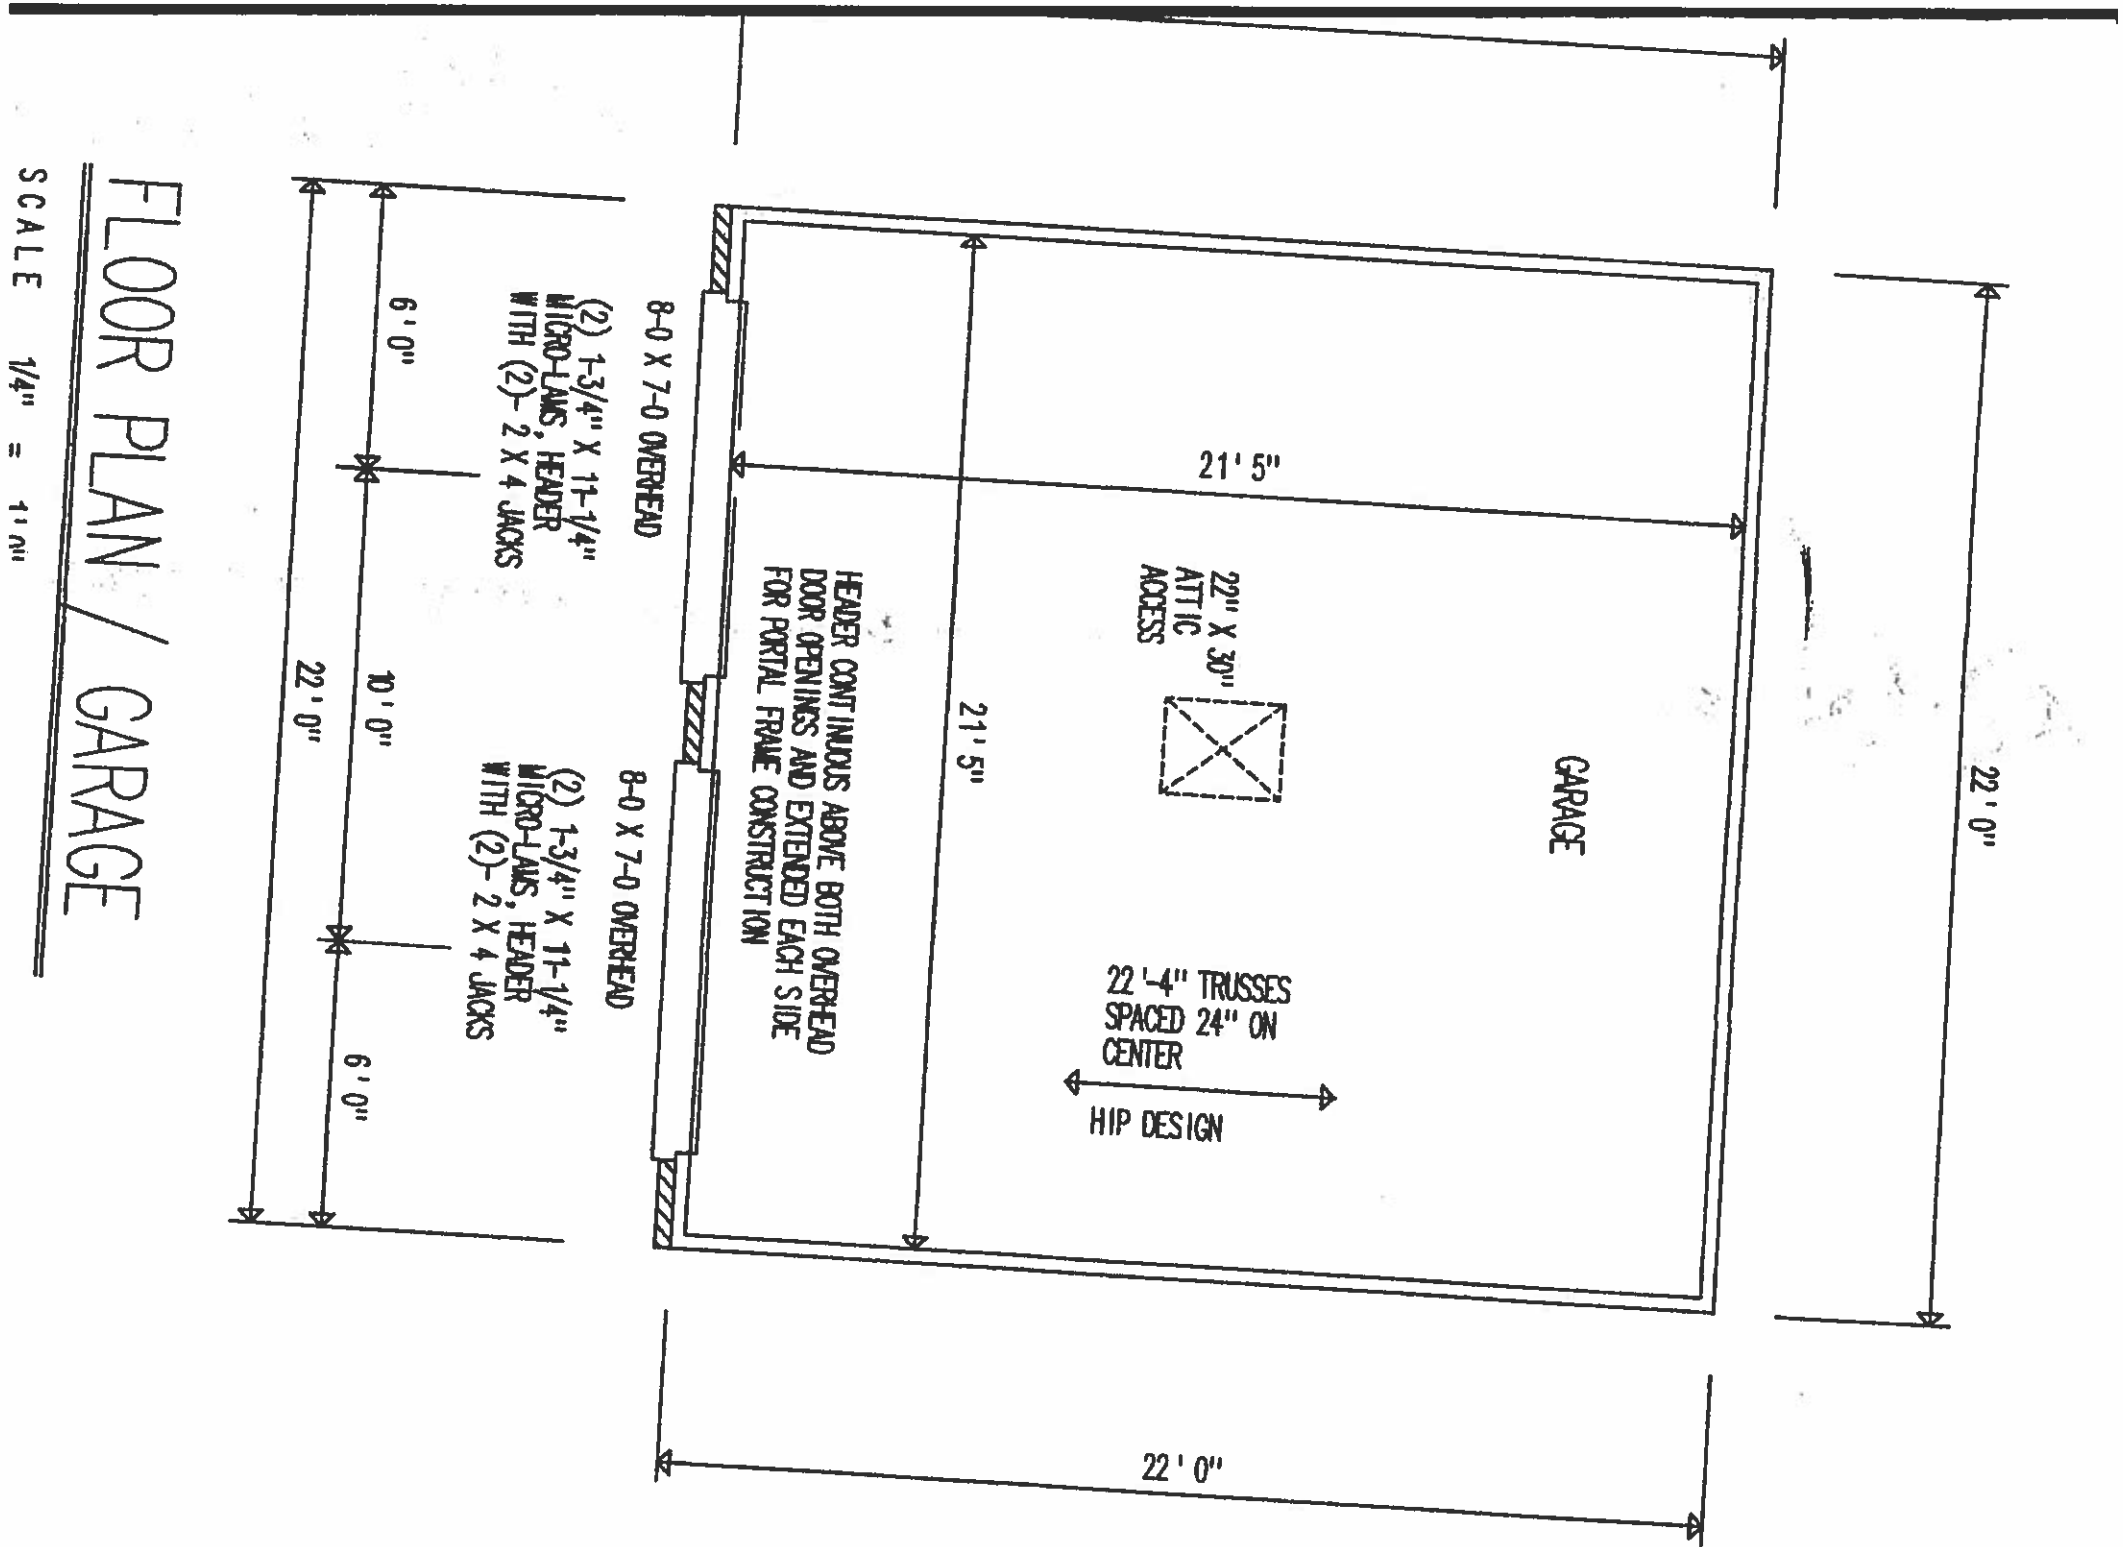 22'0"
GARAGE
21'5"
22" X 30"
ATTIC
ACCESS
22'-4" TRUSSES
SPACED 24" ON
CENTER
HIP DESIGN
22'0"
21'5"
HEADER CONTINUOUS ABOVE BOTH OVERHEAD
DOOR OPENINGS AND EXTENDED EACH SIDE
FOR PORTAL FRAME CONSTRUCTION
8-0 X 7-0 OVERHEAD
(2) 1-3/4" X 11-1/4"
MICRO-LAMS, HEADER
WITH (2)- 2 X 4 JACKS
8-0 X 7-0 OVERHEAD
(2) 1-3/4" X 11-1/4"
MICRO-LAMS, HEADER
WITH (2)- 2 X 4 JACKS
6'0"
10'0"
6'0"
22'0"
FLOOR PLAN / GARAGE
SCALE 1/4" = 1'0"